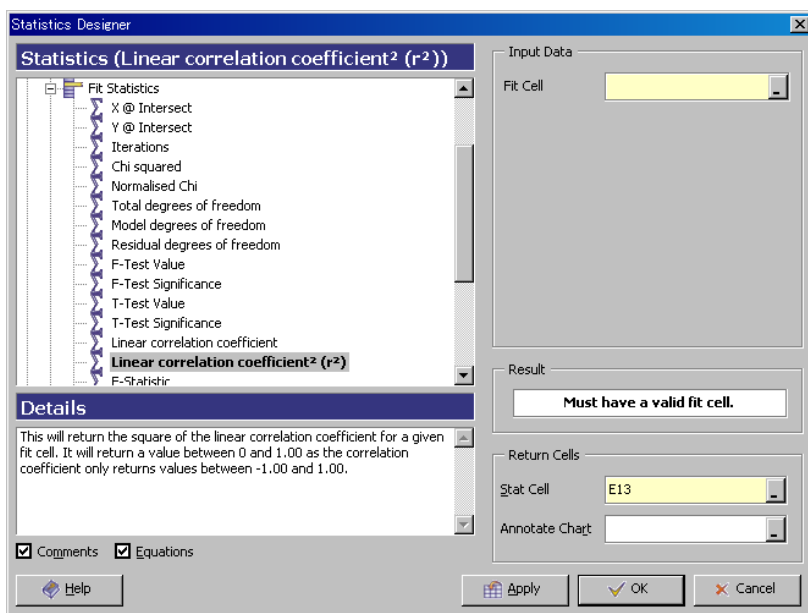 Statistics Designer
Statistics (Linear correlation coefficient² (r²))
Fit Statistics
X @ Intersect
Y @ Intersect
Iterations
Chi squared
Normalised Chi
Total degrees of freedom
Model degrees of freedom
Residual degrees of freedom
F-Test Value
F-Test Significance
T-Test Value
T-Test Significance
Linear correlation coefficient
Linear correlation coefficient² (r²)
F-Statistic
Details
This will return the square of the linear correlation coefficient for a given
fit cell. It will return a value between 0 and 1.00 as the correlation
coefficient only returns values between -1.00 and 1.00.
Comments
Equations
Help
Input Data
Fit Cell
Result
Must have a valid fit cell.
Return Cells
Stat Cell
E13
Annotate Chart
Apply
OK
Cancel